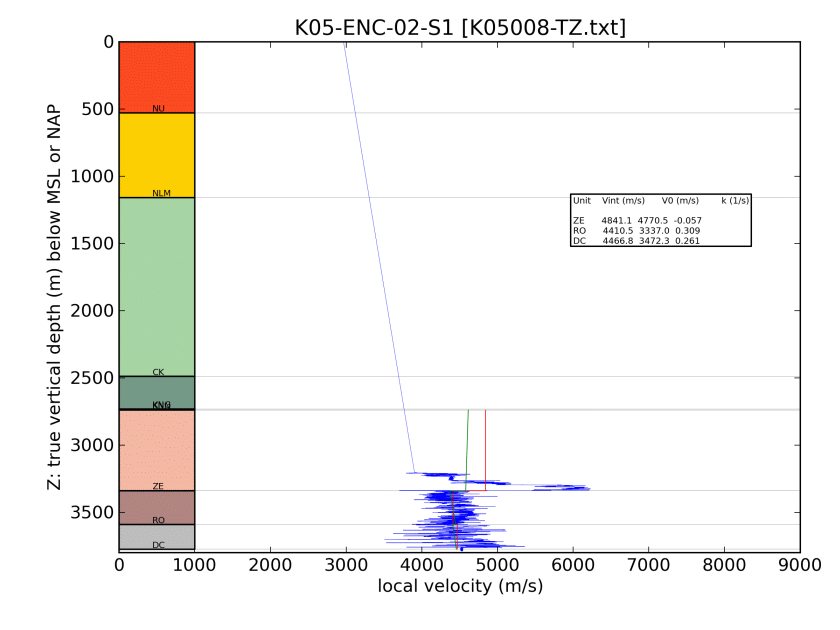 K05-ENC-02-S1 [K05008-TZ.txt]
Z: true vertical depth (m) below MSL or NAP
0
500
1000
1500
2000
2500
3000
3500
NU
NLM
CK
ZE
RO
DC
Unit Vint (m/s) V0 (m/s) k (1/s)
ZE 4841.1 4770.5 -0.057
RO 4410.5 3337.0 0.309
DC 4466.8 3472.3 0.261
0 1000 2000 3000 4000 5000 6000 7000 8000 9000
local velocity (m/s)